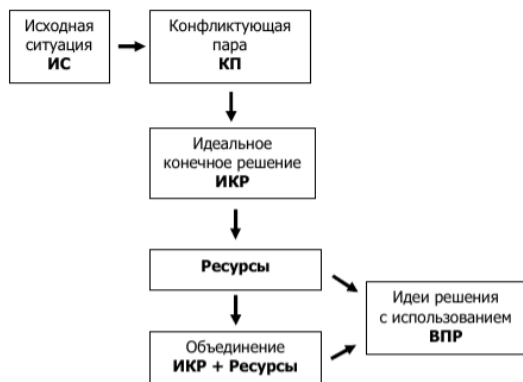 Исходная
ситуация
ИС
Конфликтующая
пара
КП
Идеальное
конечное решение
ИКР
Ресурсы
Идеи решения
с использованием
ВПР
Объединение
ИКР + Ресурсы